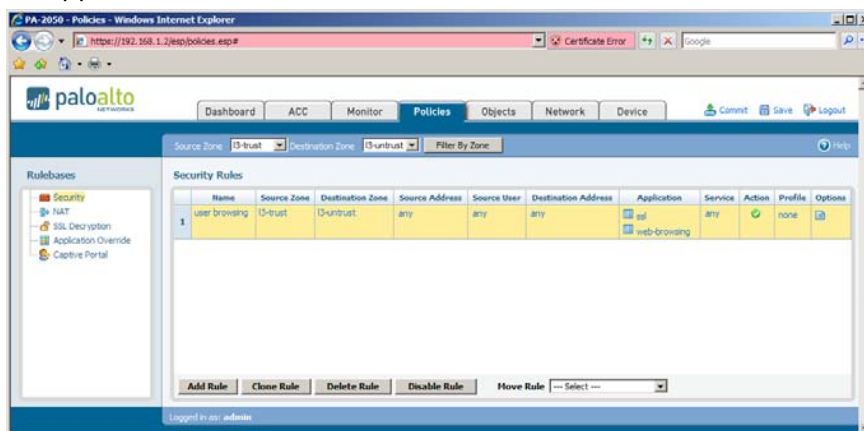 PA-2050 - Policies - Windows Internet Explorer
https://192.168.1.2/esp/policies.esp#
Certificate Error
Google
paloalto
NETWORKS
Dashboard ACC Monitor Policies Objects Network Device
Commit Save Logout
Source Zone l3-trust Destination Zone l3-untrust Filter By Zone
Help
Rulebases
Security
NAT
SSL Decryption
Application Override
Captive Portal
Security Rules
Name Source Zone Destination Zone Source Address Source User Destination Address Application Service Action Profile Options
1 user browsing l3-trust l3-untrust any any any ssl any none
web-browsing
Add Rule Clone Rule Delete Rule Disable Rule Move Rule --- Select ---
Logged in as: admin